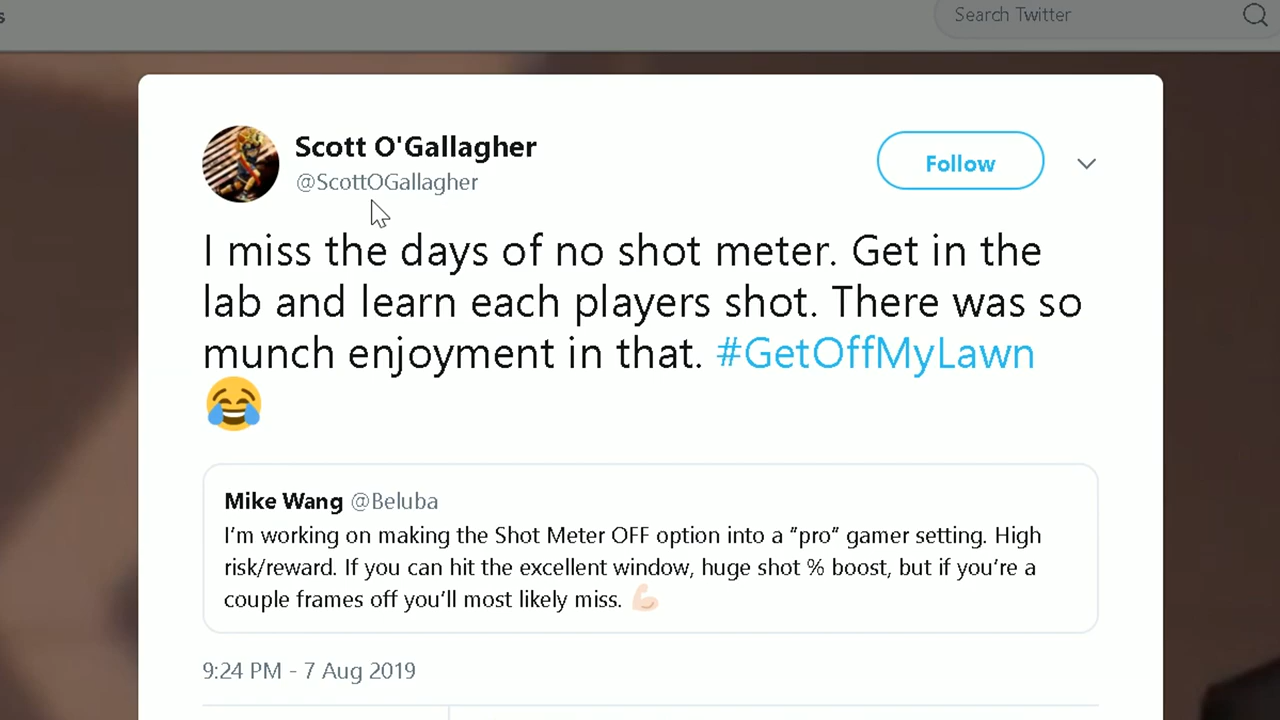 s
Search Twitter
Scott O'Gallagher
@ScottOGallagher
Follow
I miss the days of no shot meter. Get in the
lab and learn each players shot. There was so
munch enjoyment in that. #GetOffMyLawn
😂
Mike Wang @Beluba
I'm working on making the Shot Meter OFF option into a "pro" gamer setting. High
risk/reward. If you can hit the excellent window, huge shot % boost, but if you're a
couple frames off you'll most likely miss. 💪🏻
9:24 PM - 7 Aug 2019